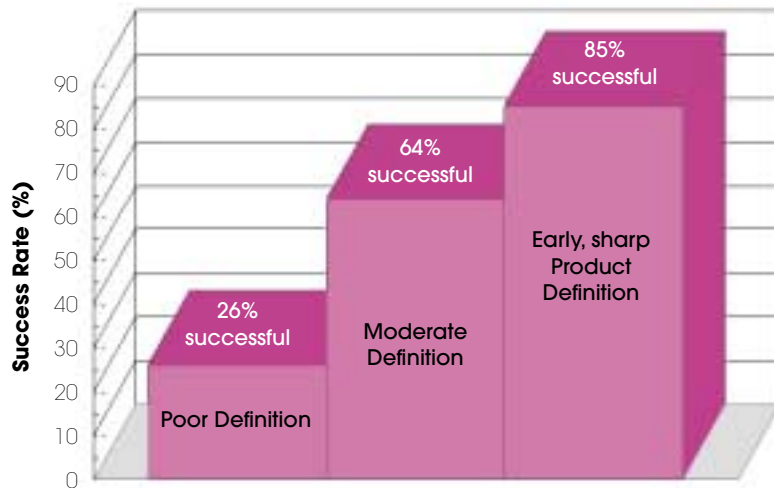 Success Rate (%)
90
80
70
60
50
40
30
20
10
0
26%
successful
Poor Definition
64%
successful
Moderate
Definition
85%
successful
Early, sharp
Product
Definition